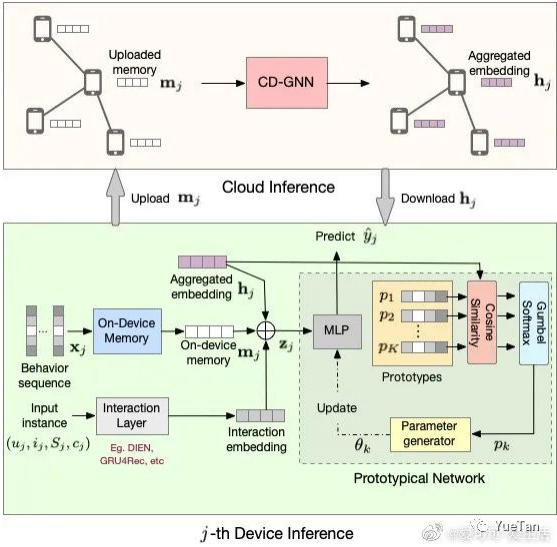 Uploaded
memory
m_j
CD-GNN
Aggregated
embedding
h_j
Cloud Inference
Upload m_j
Download h_j
Predict ŷ_j
Aggregated
embedding h_j
Behavior
sequence
x_j
On-Device
Memory
On-device
memory m_j
z_j
MLP
p_1
p_2
p_K
Prototypes
Cosine
Similarity
Gumbel
Softmax
Input
instance
(u_j, i_j, S_j, c_j)
Interaction
Layer
Eg. DIEN,
GRU4Rec, etc
Interaction
embedding
Update
θ_k
Parameter
generator
p_k
Prototypical Network
j-th Device Inference
YueTan